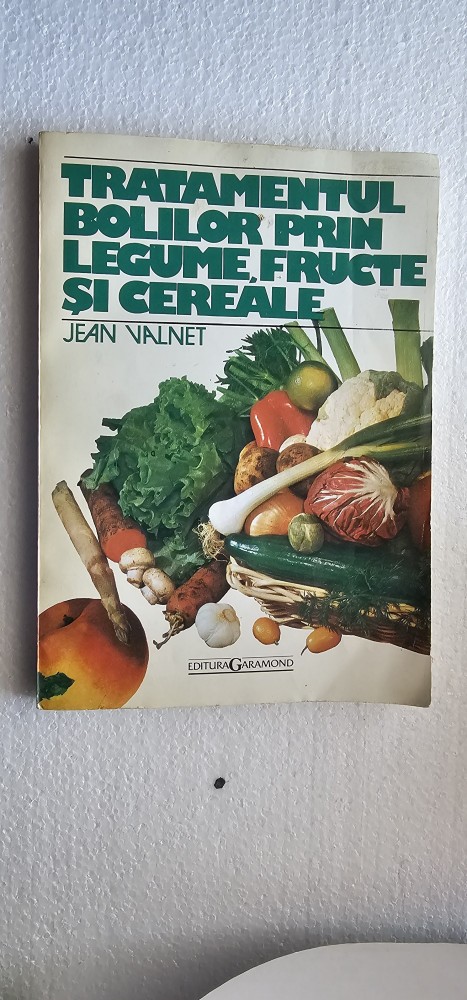 TRATAMENTUL
BOLILOR PRIN
LEGUME, FRUCTE
ȘI CEREALE
JEAN VALNET
EDITURA GARAMOND